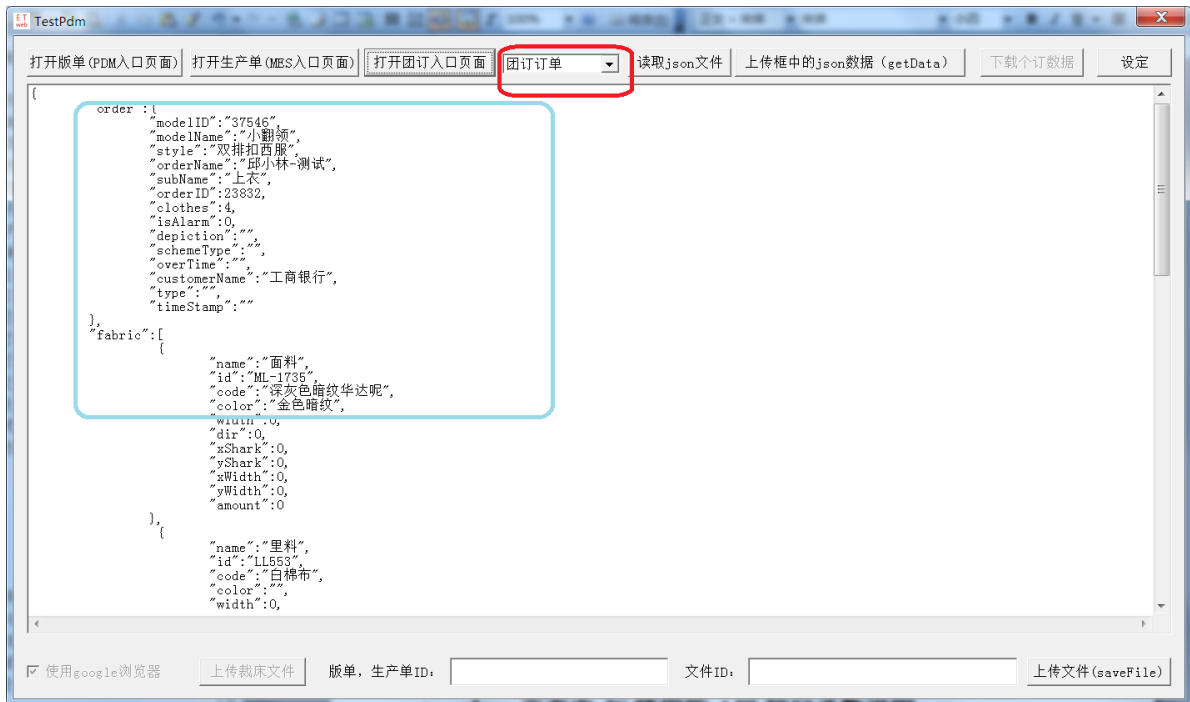 ET web TestPdm
打开版单(PDM入口页面) 打开生产单(MES入口页面) 打开团订入口页面 团订订单 读取json文件 上传框中的json数据（getData） 下载个订数据 设定
{
order :{
"modelID":"37546",
"modelName":"小翻领",
"style":"双排扣西服",
"orderName":"邱小林-测试",
"subName":"上衣",
"orderID":23832,
"clothes":4,
"isAlarm":0,
"depiction":"",
"schemeType":"",
"overTime":"",
"customerName":"工商银行",
"type":"",
"timeStamp":""
},
"fabric":[
{
"name":"面料",
"id":"ML-1735",
"code":"深灰色暗纹华达呢",
"color":"金色暗纹",
"width":0,
"dir":0,
"xShark":0,
"yShark":0,
"xWidth":0,
"yWidth":0,
"amount":0
},
{
"name":"里料",
"id":"LL553",
"code":"白棉布",
"color":"",
"width":0,
使用google浏览器 上传裁床文件 版单，生产单ID： 文件ID： 上传文件(saveFile)